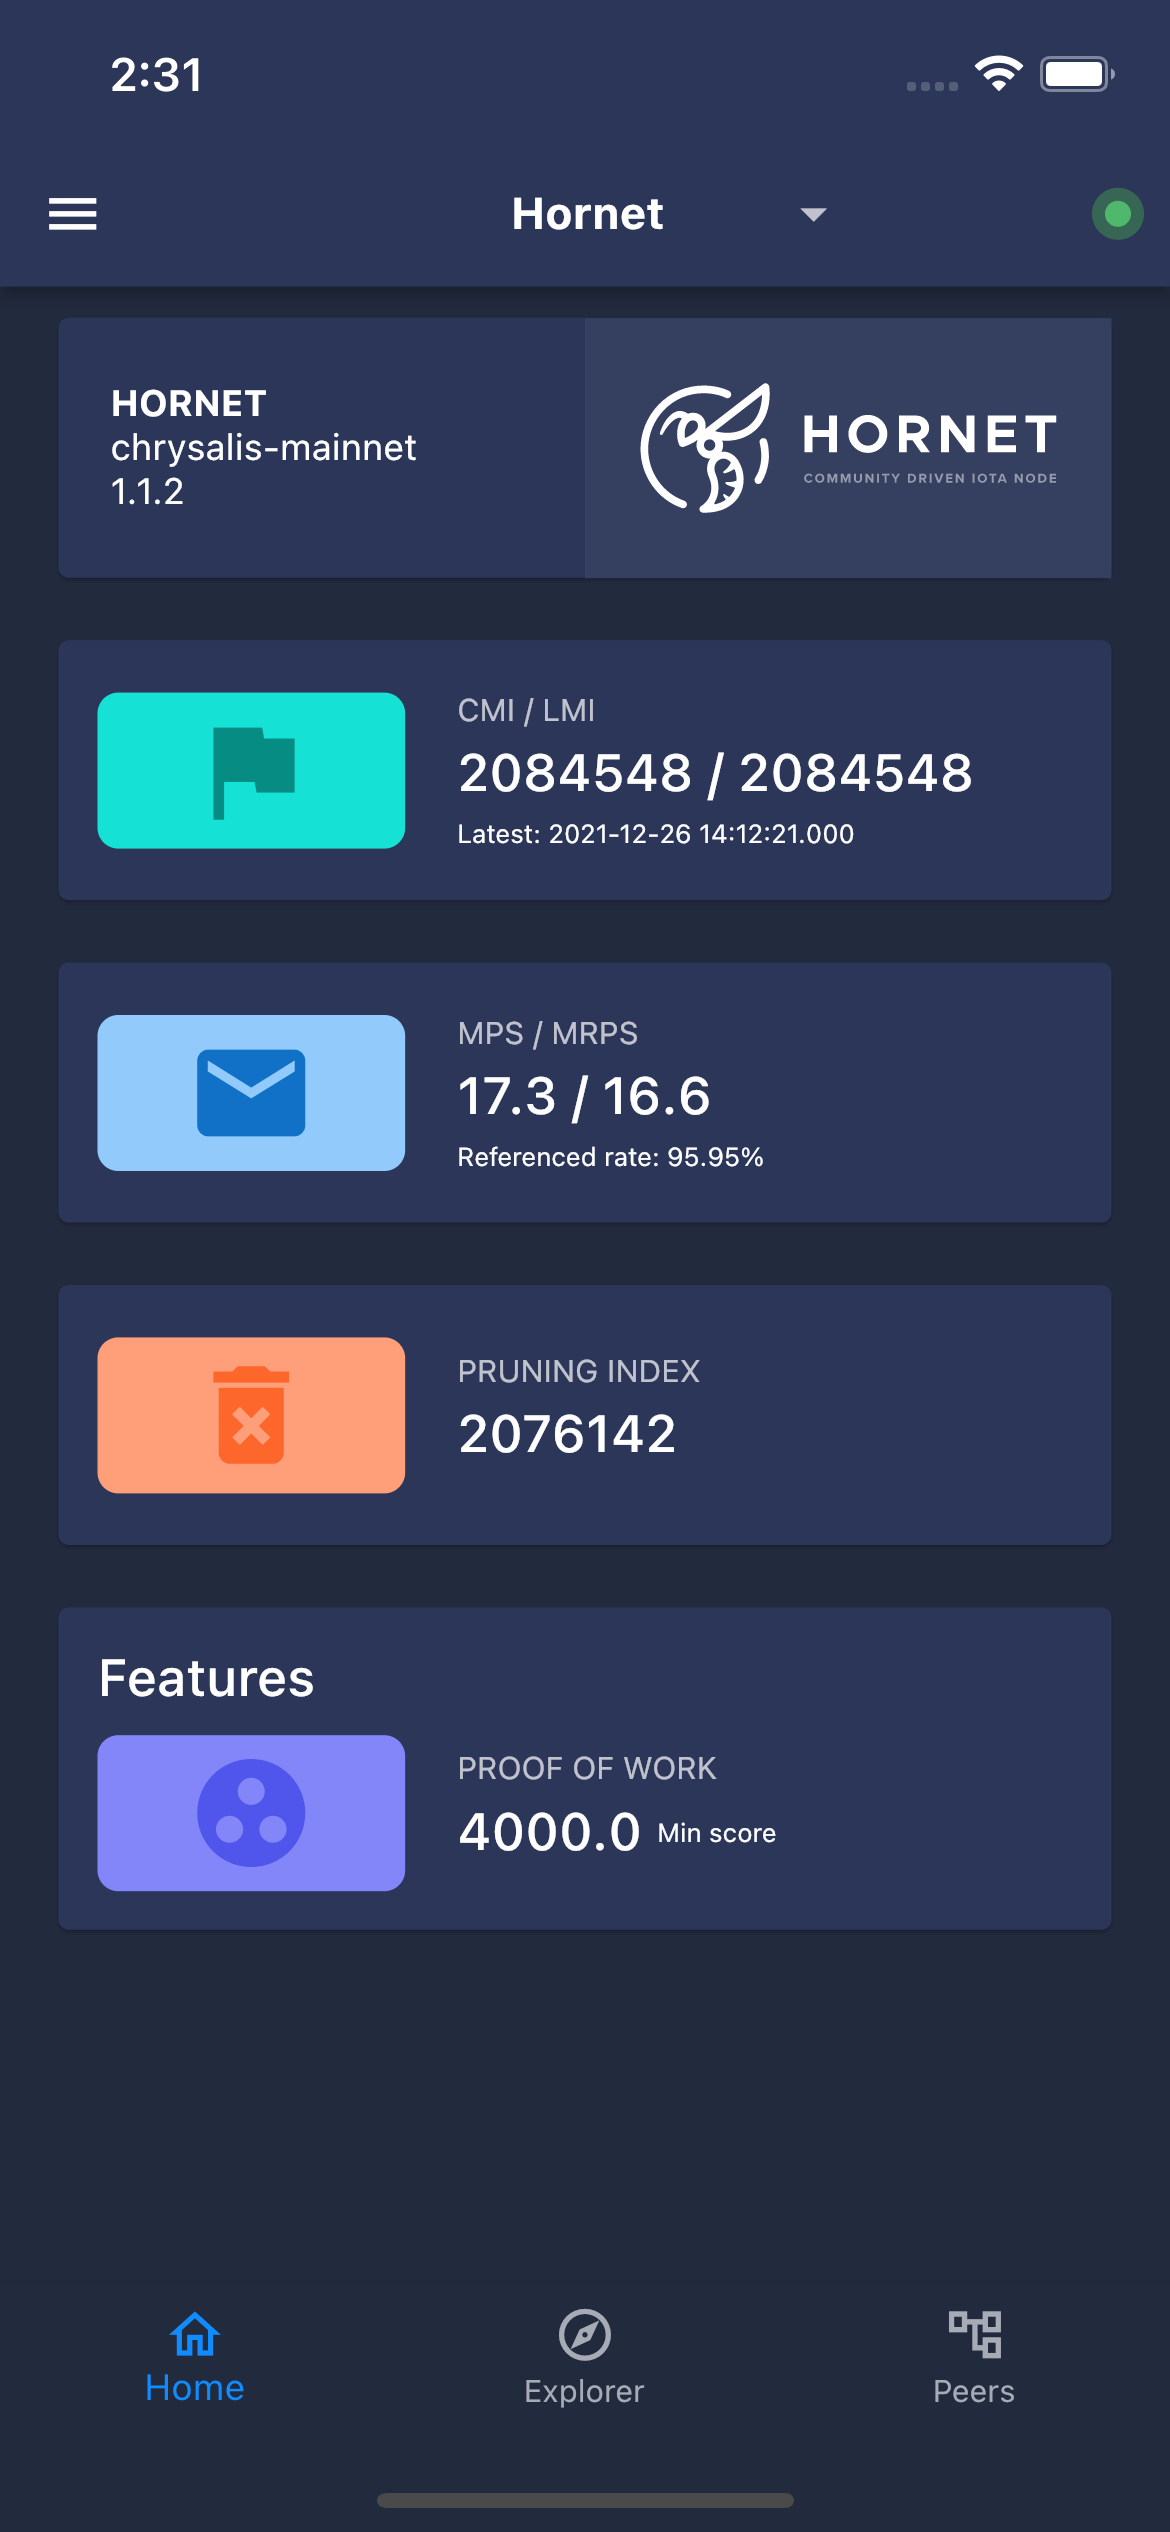 2:31
Hornet
HORNET
chrysalis-mainnet
1.1.2
HORNET
COMMUNITY DRIVEN IOTA NODE
CMI / LMI
2084548 / 2084548
Latest: 2021-12-26 14:12:21.000
MPS / MRPS
17.3 / 16.6
Referenced rate: 95.95%
PRUNING INDEX
2076142
Features
PROOF OF WORK
4000.0 Min score
Home
Explorer
Peers